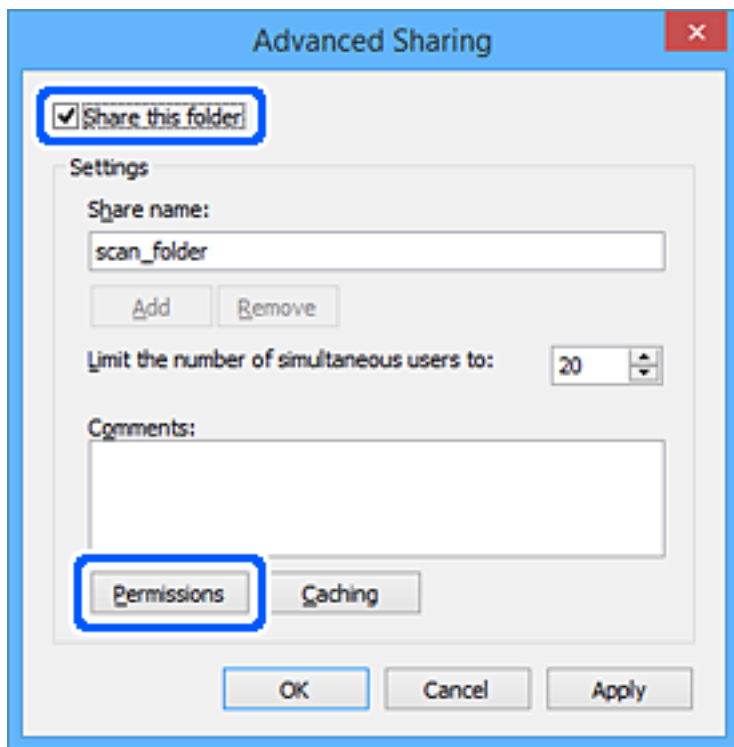 Advanced Sharing
Share this folder
Settings
Share name:
scan_folder
Add Remove
Limit the number of simultaneous users to: 20
Comments:
Permissions Caching
OK Cancel Apply